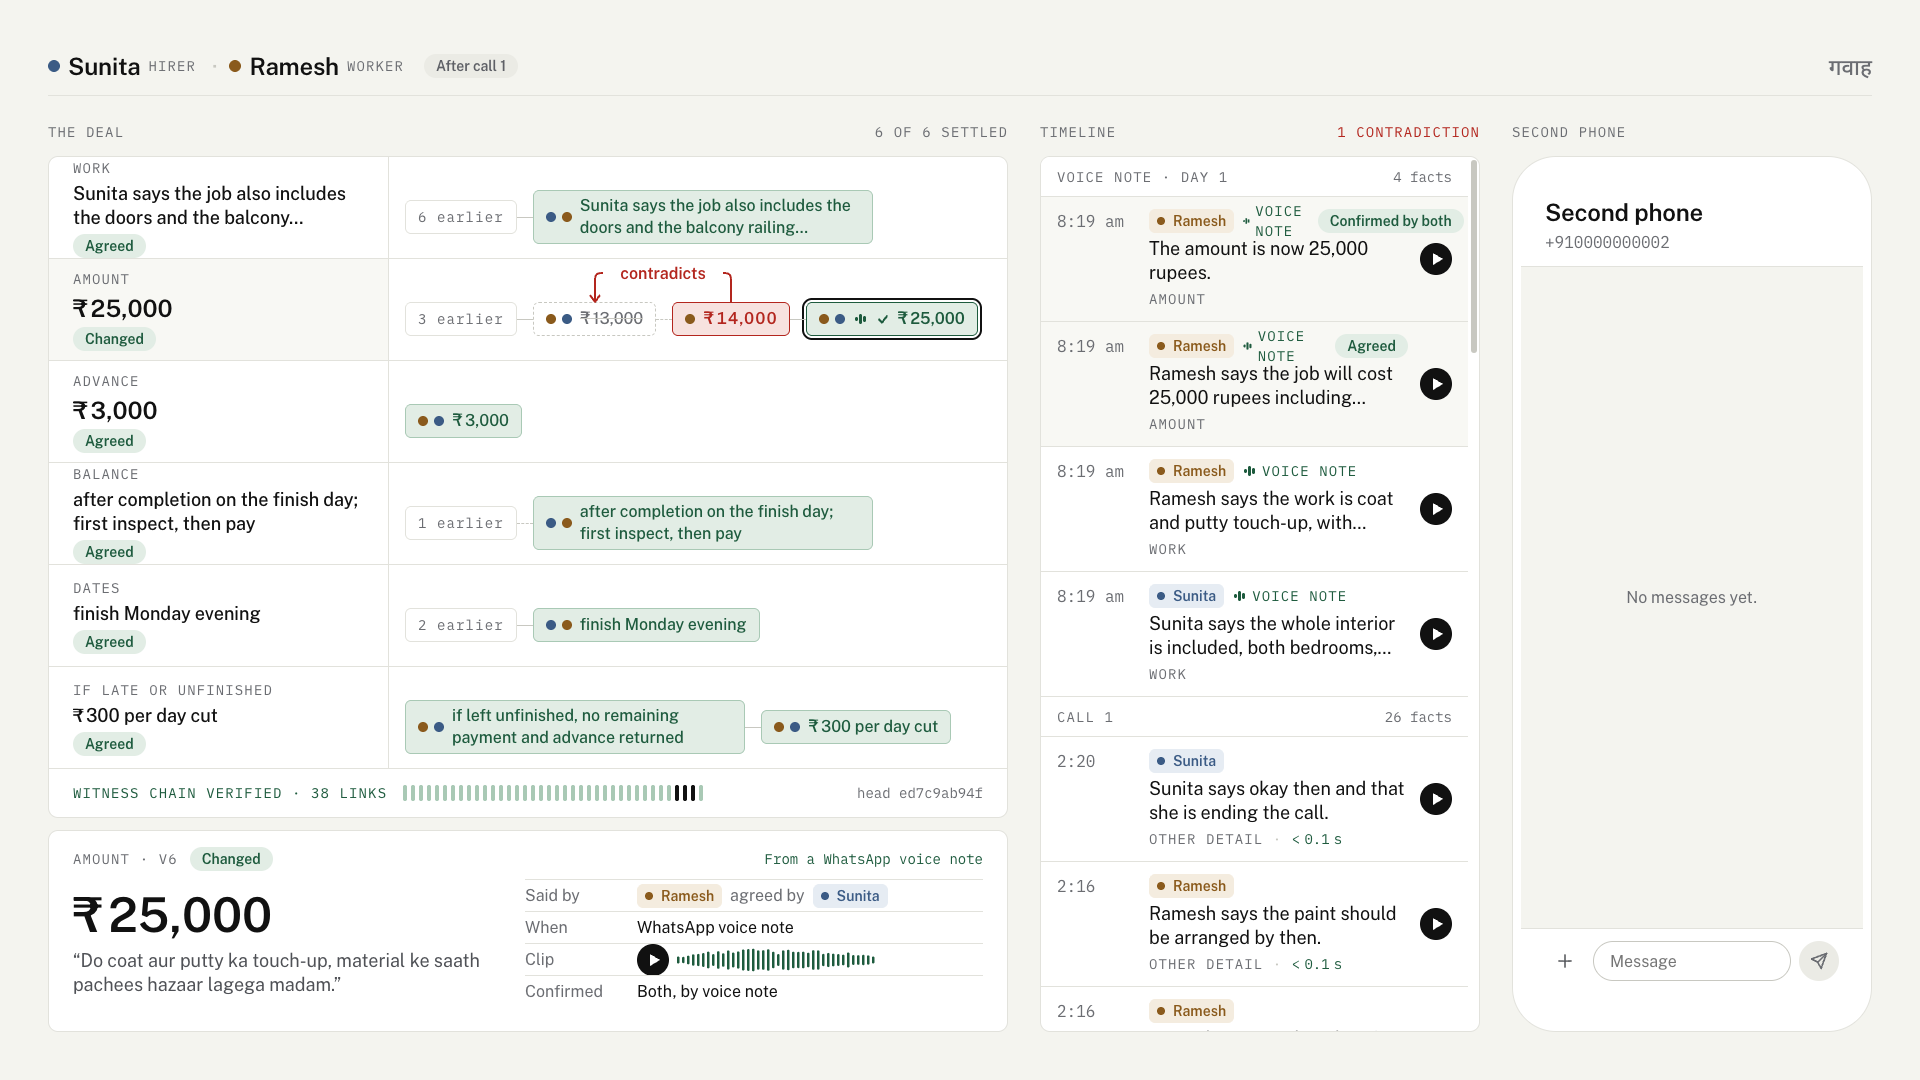 Sunita HIRER · Ramesh WORKER After call 1
गवाह
THE DEAL 6 OF 6 SETTLED
WORK
Sunita says the job also includes
the doors and the balcony...
Agreed
6 earlier
Sunita says the job also includes the
doors and the balcony railing...
AMOUNT
₹25,000
Changed
contradicts
3 earlier ₹13,000 ₹14,000 ₹25,000
ADVANCE
₹3,000
Agreed
₹3,000
BALANCE
after completion on the finish day;
first inspect, then pay
Agreed
1 earlier
after completion on the finish day;
first inspect, then pay
DATES
finish Monday evening
Agreed
2 earlier finish Monday evening
IF LATE OR UNFINISHED
₹300 per day cut
Agreed
if left unfinished, no remaining
payment and advance returned
₹300 per day cut
WITNESS CHAIN VERIFIED · 38 LINKS head ed7c9ab94f
AMOUNT · V6 Changed
From a WhatsApp voice note
₹25,000
“Do coat aur putty ka touch-up, material ke saath
pachees hazaar lagega madam.”
Said by Ramesh agreed by Sunita
When WhatsApp voice note
Clip
Confirmed Both, by voice note
TIMELINE 1 CONTRADICTION
VOICE NOTE · DAY 1 4 facts
8:19 am Ramesh VOICE NOTE Confirmed by both
The amount is now 25,000
rupees.
AMOUNT
8:19 am Ramesh VOICE NOTE Agreed
Ramesh says the job will cost
25,000 rupees including...
AMOUNT
8:19 am Ramesh VOICE NOTE
Ramesh says the work is coat
and putty touch-up, with...
WORK
8:19 am Sunita VOICE NOTE
Sunita says the whole interior
is included, both bedrooms,...
WORK
CALL 1 26 facts
2:20 Sunita
Sunita says okay then and that
she is ending the call.
OTHER DETAIL · <0.1s
2:16 Ramesh
Ramesh says the paint should
be arranged by then.
OTHER DETAIL · <0.1s
2:16 Ramesh
SECOND PHONE
Second phone
+910000000002
No messages yet.
Message